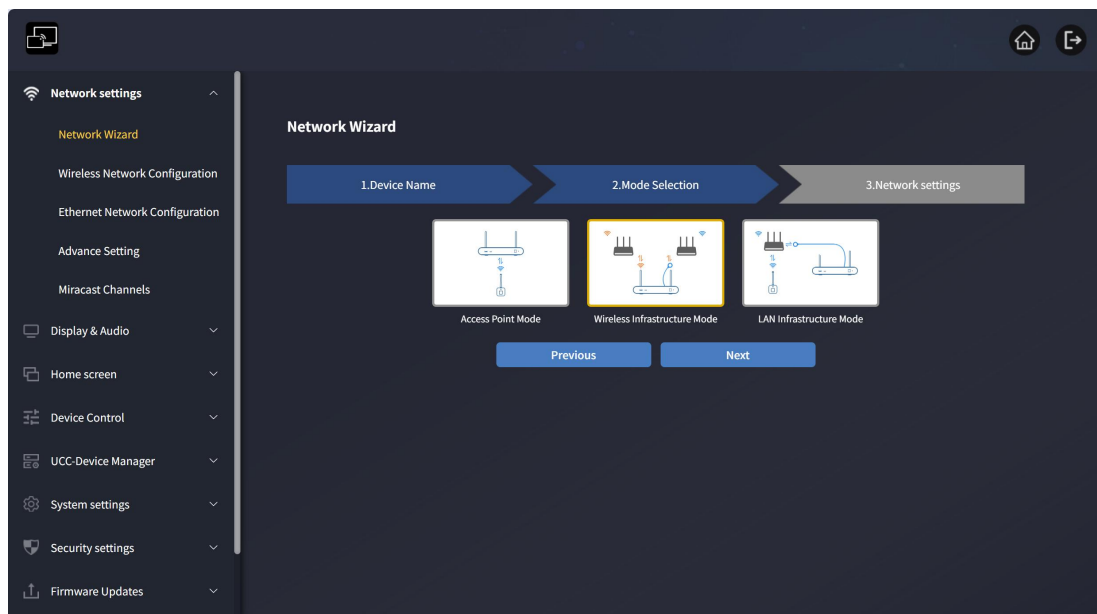 Network settings
Network Wizard
Wireless Network Configuration
Ethernet Network Configuration
Advance Setting
Miracast Channels
Display & Audio
Home screen
Device Control
UCC-Device Manager
System settings
Security settings
Firmware Updates
Network Wizard
1.Device Name
2.Mode Selection
3.Network settings
Access Point Mode
Wireless Infrastructure Mode
LAN Infrastructure Mode
Previous
Next